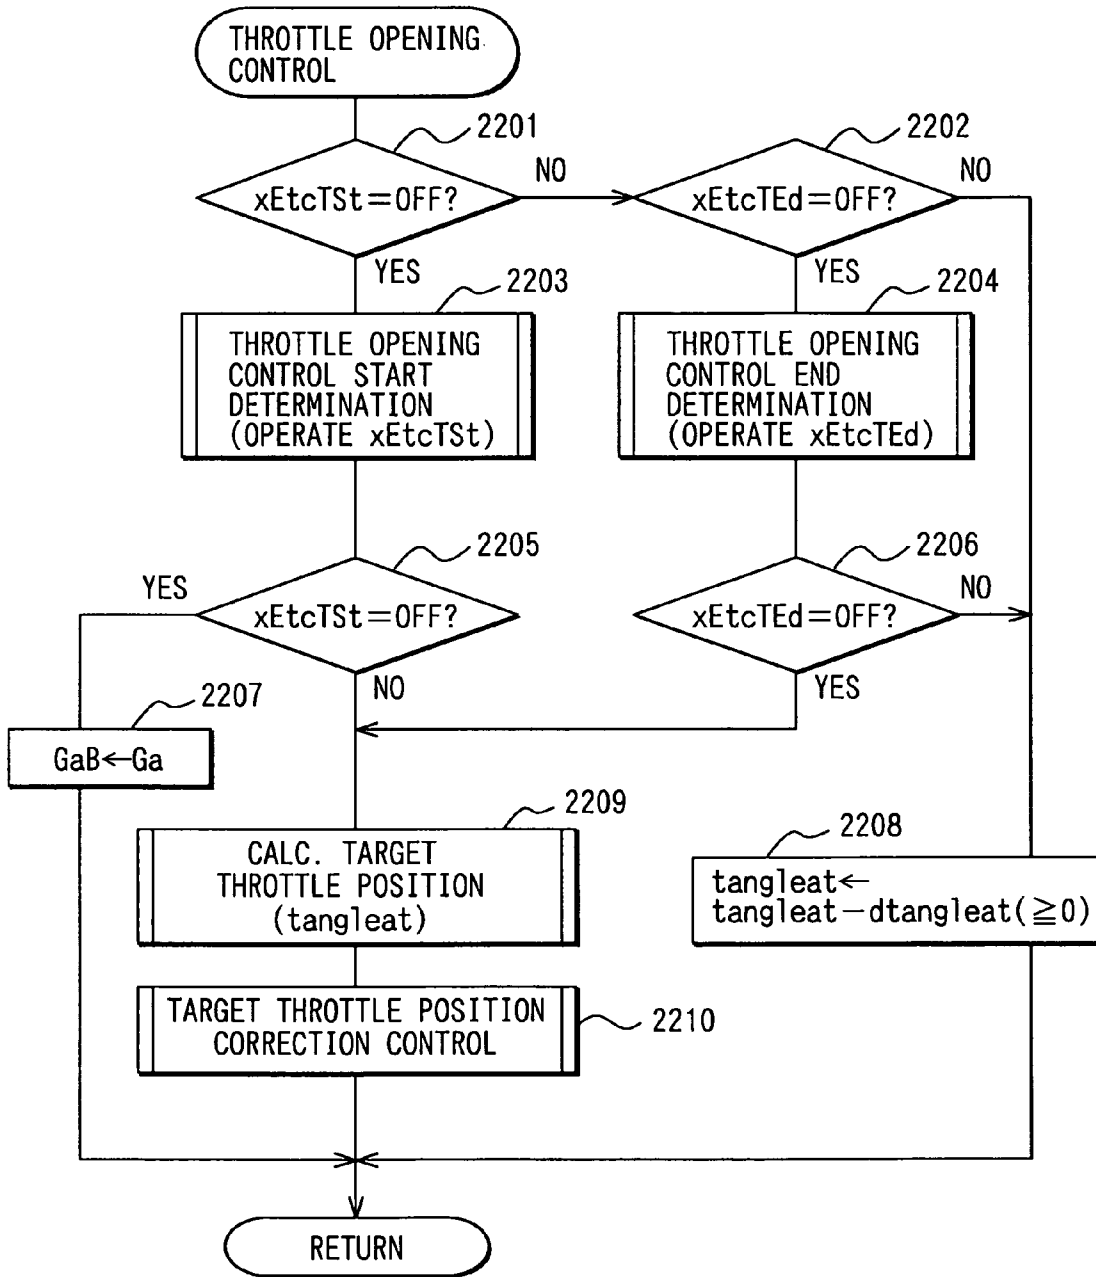 THROTTLE OPENING
CONTROL
2201
xEtcTSt=OFF?
NO
YES
2202
xEtcTEd=OFF?
NO
YES
2203
THROTTLE OPENING
CONTROL START
DETERMINATION
(OPERATE xEtcTSt)
2204
THROTTLE OPENING
CONTROL END
DETERMINATION
(OPERATE xEtcTEd)
2205
YES
xEtcTSt=OFF?
NO
2206
xEtcTEd=OFF?
NO
YES
2207
GaB←Ga
2209
CALC. TARGET
THROTTLE POSITION
(tangleat)
2208
tangleat←
tangleat−dtangleat(≧0)
TARGET THROTTLE POSITION
CORRECTION CONTROL
2210
RETURN